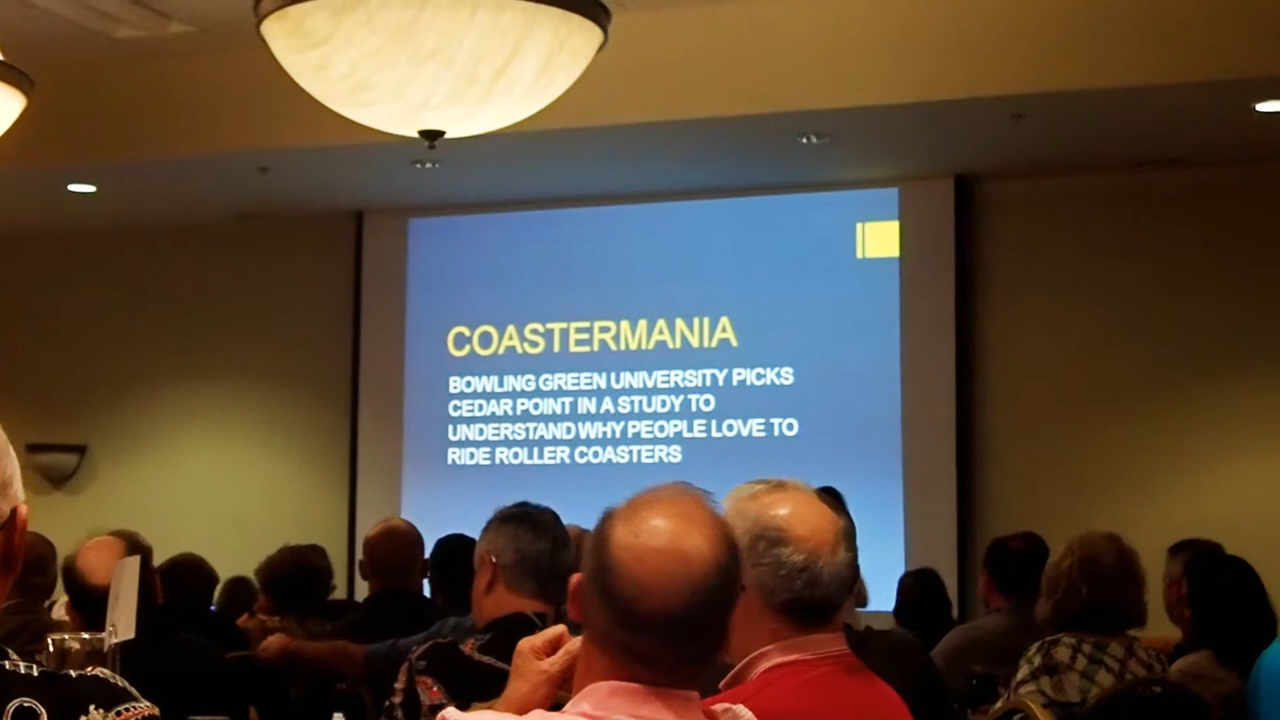 COASTERMANIA
BOWLING GREEN UNIVERSITY PICKS
CEDAR POINT IN A STUDY TO
UNDERSTAND WHY PEOPLE LOVE TO
RIDE ROLLER COASTERS